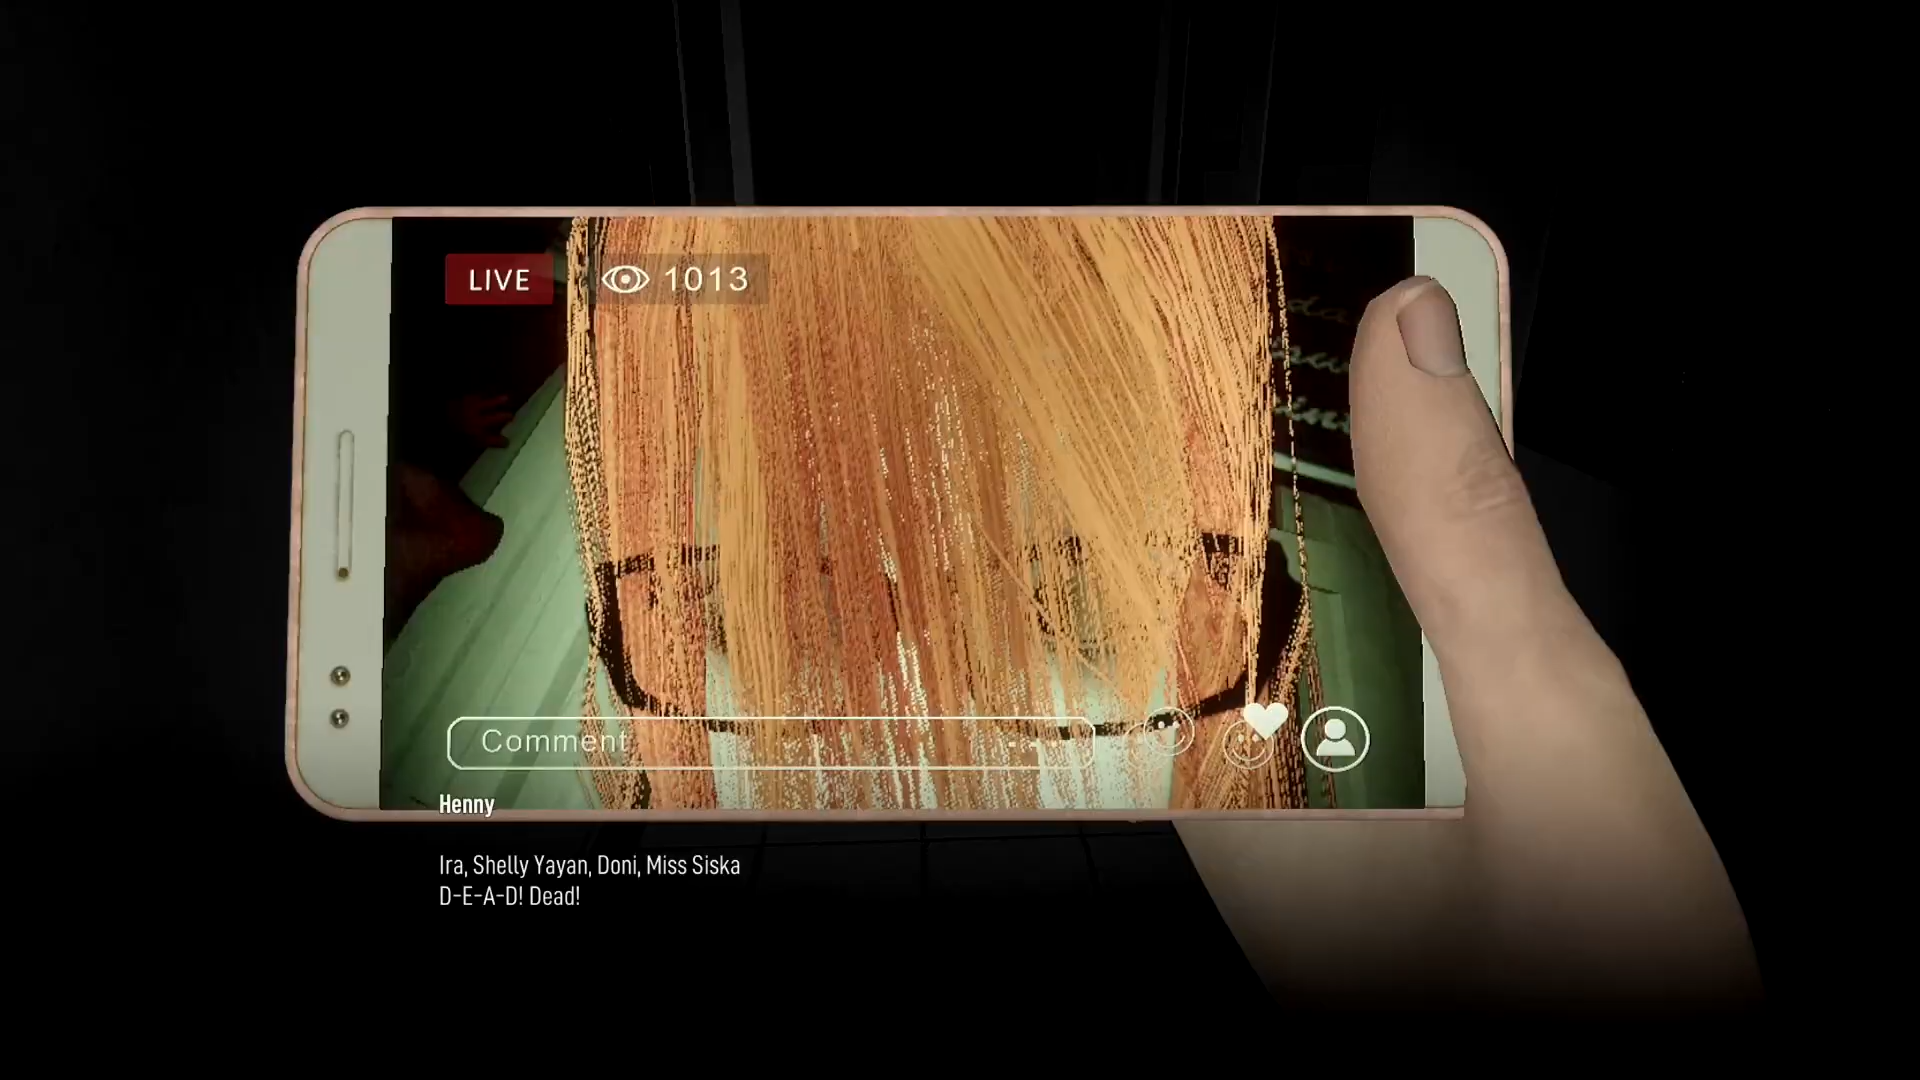 LIVE
1013
Comment
Henny
Ira, Shelly Yayan, Doni, Miss Siska
D-E-A-D! Dead!